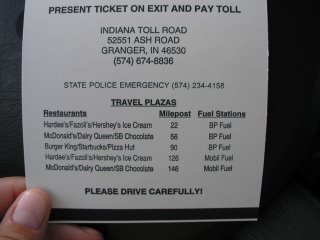 PRESENT TICKET ON EXIT AND PAY TOLL
INDIANA TOLL ROAD
52551 ASH ROAD
GRANGER, IN 46530
(574) 674-8836
STATE POLICE EMERGENCY (574) 234-4158
TRAVEL PLAZAS
Restaurants Milepost Fuel Stations
Hardee's/Fazoli's/Hershey's Ice Cream 22 BP Fuel
McDonald's/Dairy Queen/SB Chocolate 56 BP Fuel
Burger King/Starbucks/Pizza Hut 90 BP Fuel
Hardee's/Fazoli's/Hershey's Ice Cream 126 Mobil Fuel
McDonald's/Dairy Queen/SB Chocolate 146 Mobil Fuel
PLEASE DRIVE CAREFULLY!